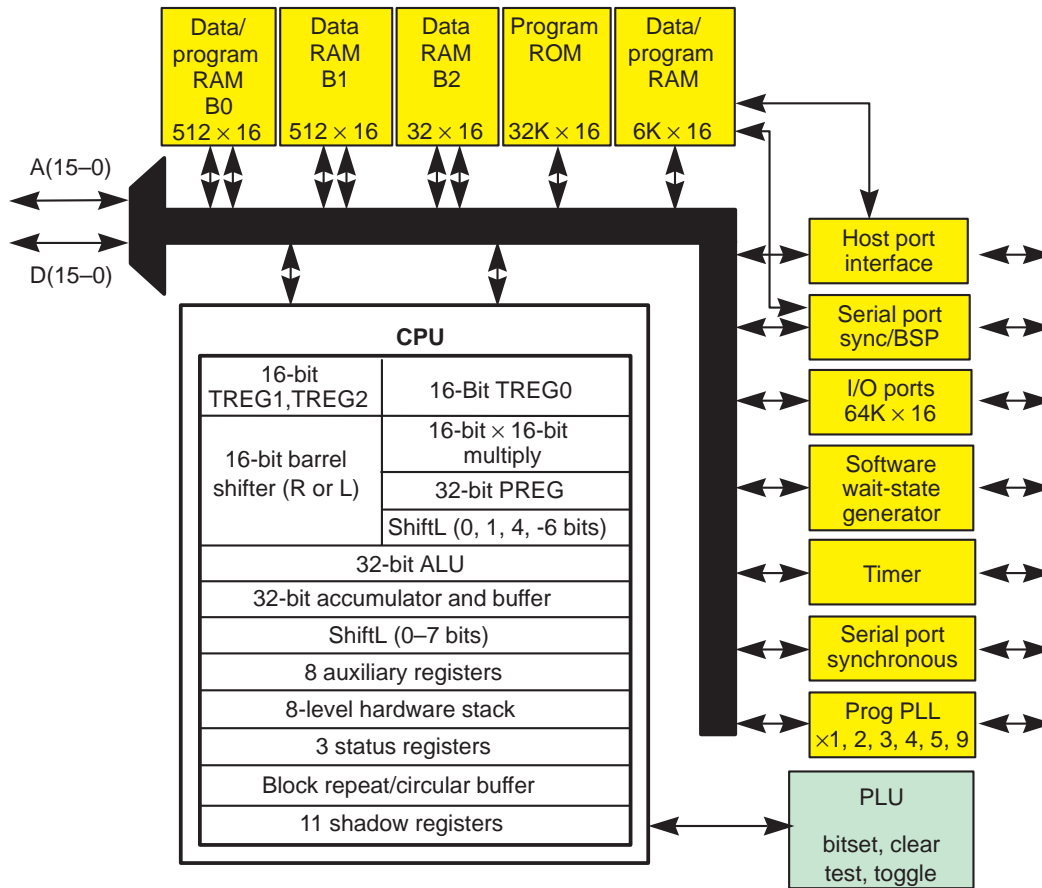 Data/
program
RAM
B0
512 × 16
Data
RAM
B1
512 × 16
Data
RAM
B2
32 × 16
Program
ROM
32K × 16
Data/
program
RAM
6K × 16
A(15–0)
D(15–0)
Host port
interface
Serial port
sync/BSP
I/O ports
64K × 16
Software
wait-state
generator
Timer
Serial port
synchronous
Prog PLL
×1, 2, 3, 4, 5, 9
CPU
16-bit
TREG1,TREG2
16-Bit TREG0
16-bit barrel
shifter (R or L)
16-bit × 16-bit
multiply
32-bit PREG
ShiftL (0, 1, 4, -6 bits)
32-bit ALU
32-bit accumulator and buffer
ShiftL (0–7 bits)
8 auxiliary registers
8-level hardware stack
3 status registers
Block repeat/circular buffer
11 shadow registers
PLU
bitset, clear
test, toggle